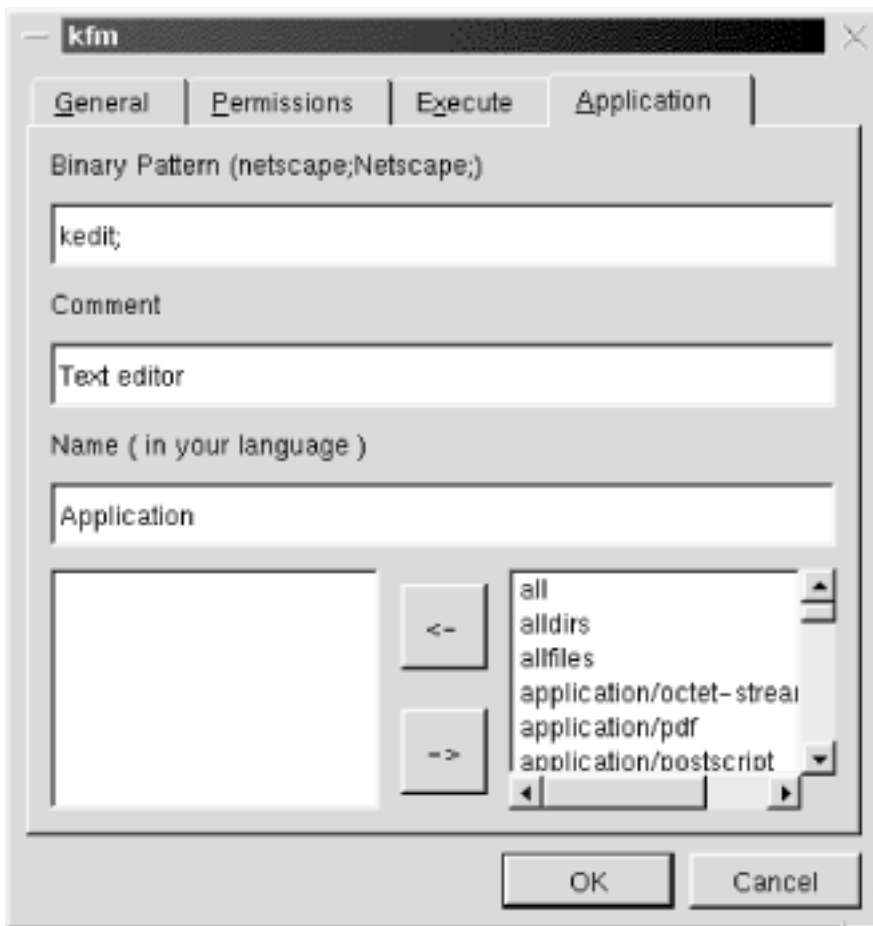 kfm
General Permissions Execute Application
Binary Pattern (netscape;Netscape;)
kedit;
Comment
Text editor
Name ( in your language )
Application
all
alldirs
allfiles
application/octet-strea
application/pdf
application/postscript
<-
->
OK Cancel